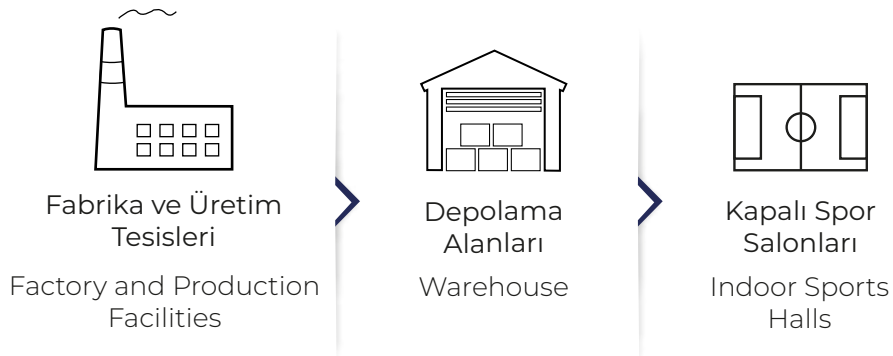 Fabrika ve Üretim
Tesisleri
Factory and Production
Facilities
Depolama
Alanları
Warehouse
Kapalı Spor
Salonları
Indoor Sports
Halls